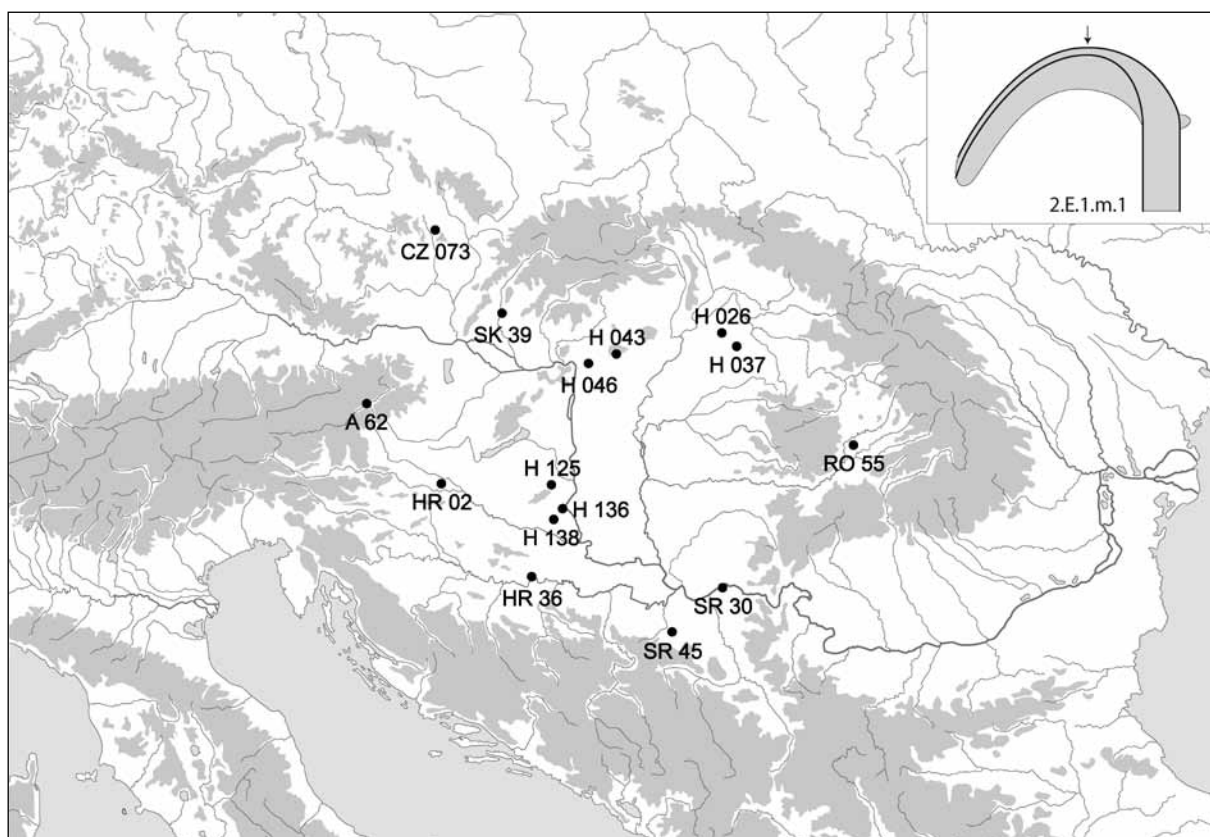 2.E.1.m.1
CZ 073
SK 39
H 026
H 043
H 037
H 046
A 62
RO 55
H 125
HR 02
H 136
H 138
HR 36
SR 30
SR 45